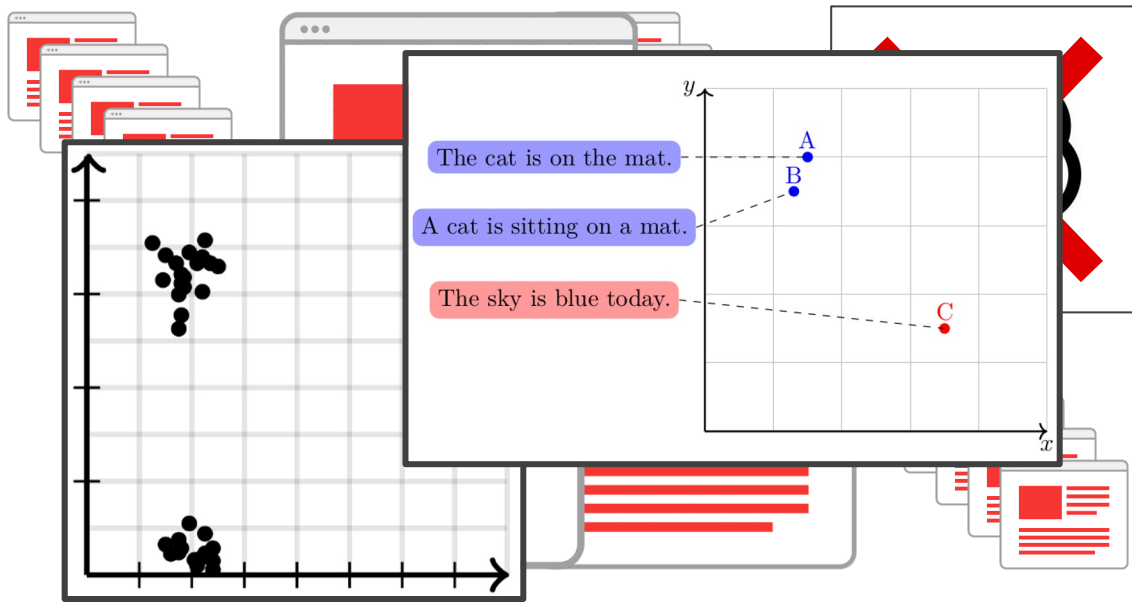 y
A
The cat is on the mat.
B
A cat is sitting on a mat.
The sky is blue today.
C
x